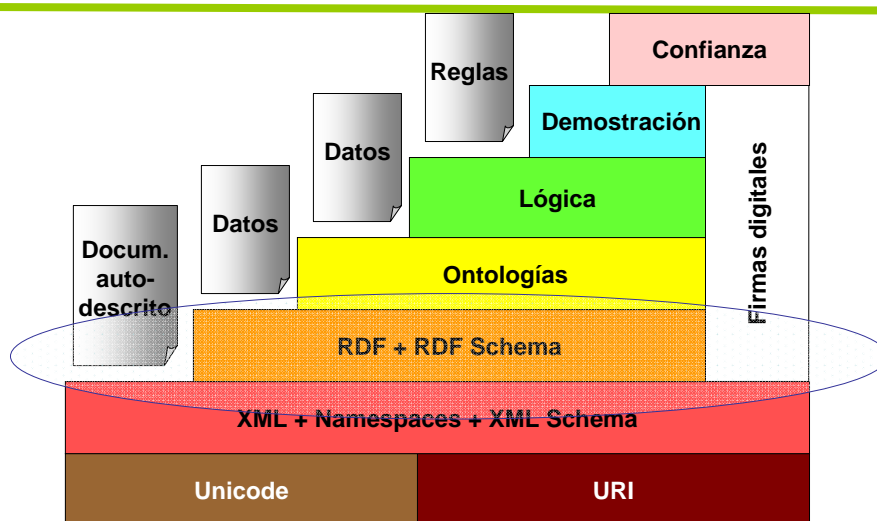 Confianza
Reglas
Demostración
Datos
Lógica
Firmas digitales
Datos
Docum.
auto-
descrito
Ontologías
RDF + RDF Schema
XML + Namespaces + XML Schema
Unicode
URI